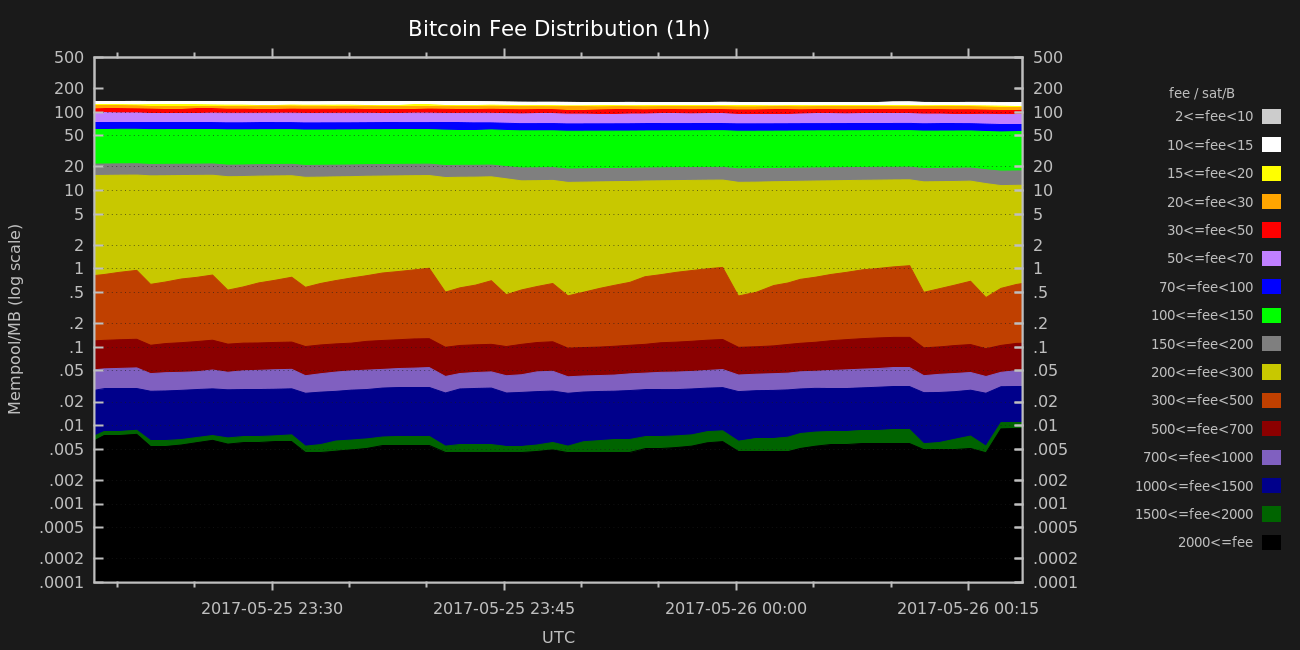 Bitcoin Fee Distribution (1h)
500
200
100
50
20
10
5
2
1
.5
.2
.1
.05
.02
.01
.005
.002
.001
.0005
.0002
.0001
Mempool/MB (log scale)
500
200
100
50
20
10
5
2
1
.5
.2
.1
.05
.02
.01
.005
.002
.001
.0005
.0002
.0001
2017-05-25 23:30
2017-05-25 23:45
2017-05-26 00:00
2017-05-26 00:15
UTC
fee / sat/B
2<=fee<10
10<=fee<15
15<=fee<20
20<=fee<30
30<=fee<50
50<=fee<70
70<=fee<100
100<=fee<150
150<=fee<200
200<=fee<300
300<=fee<500
500<=fee<700
700<=fee<1000
1000<=fee<1500
1500<=fee<2000
2000<=fee